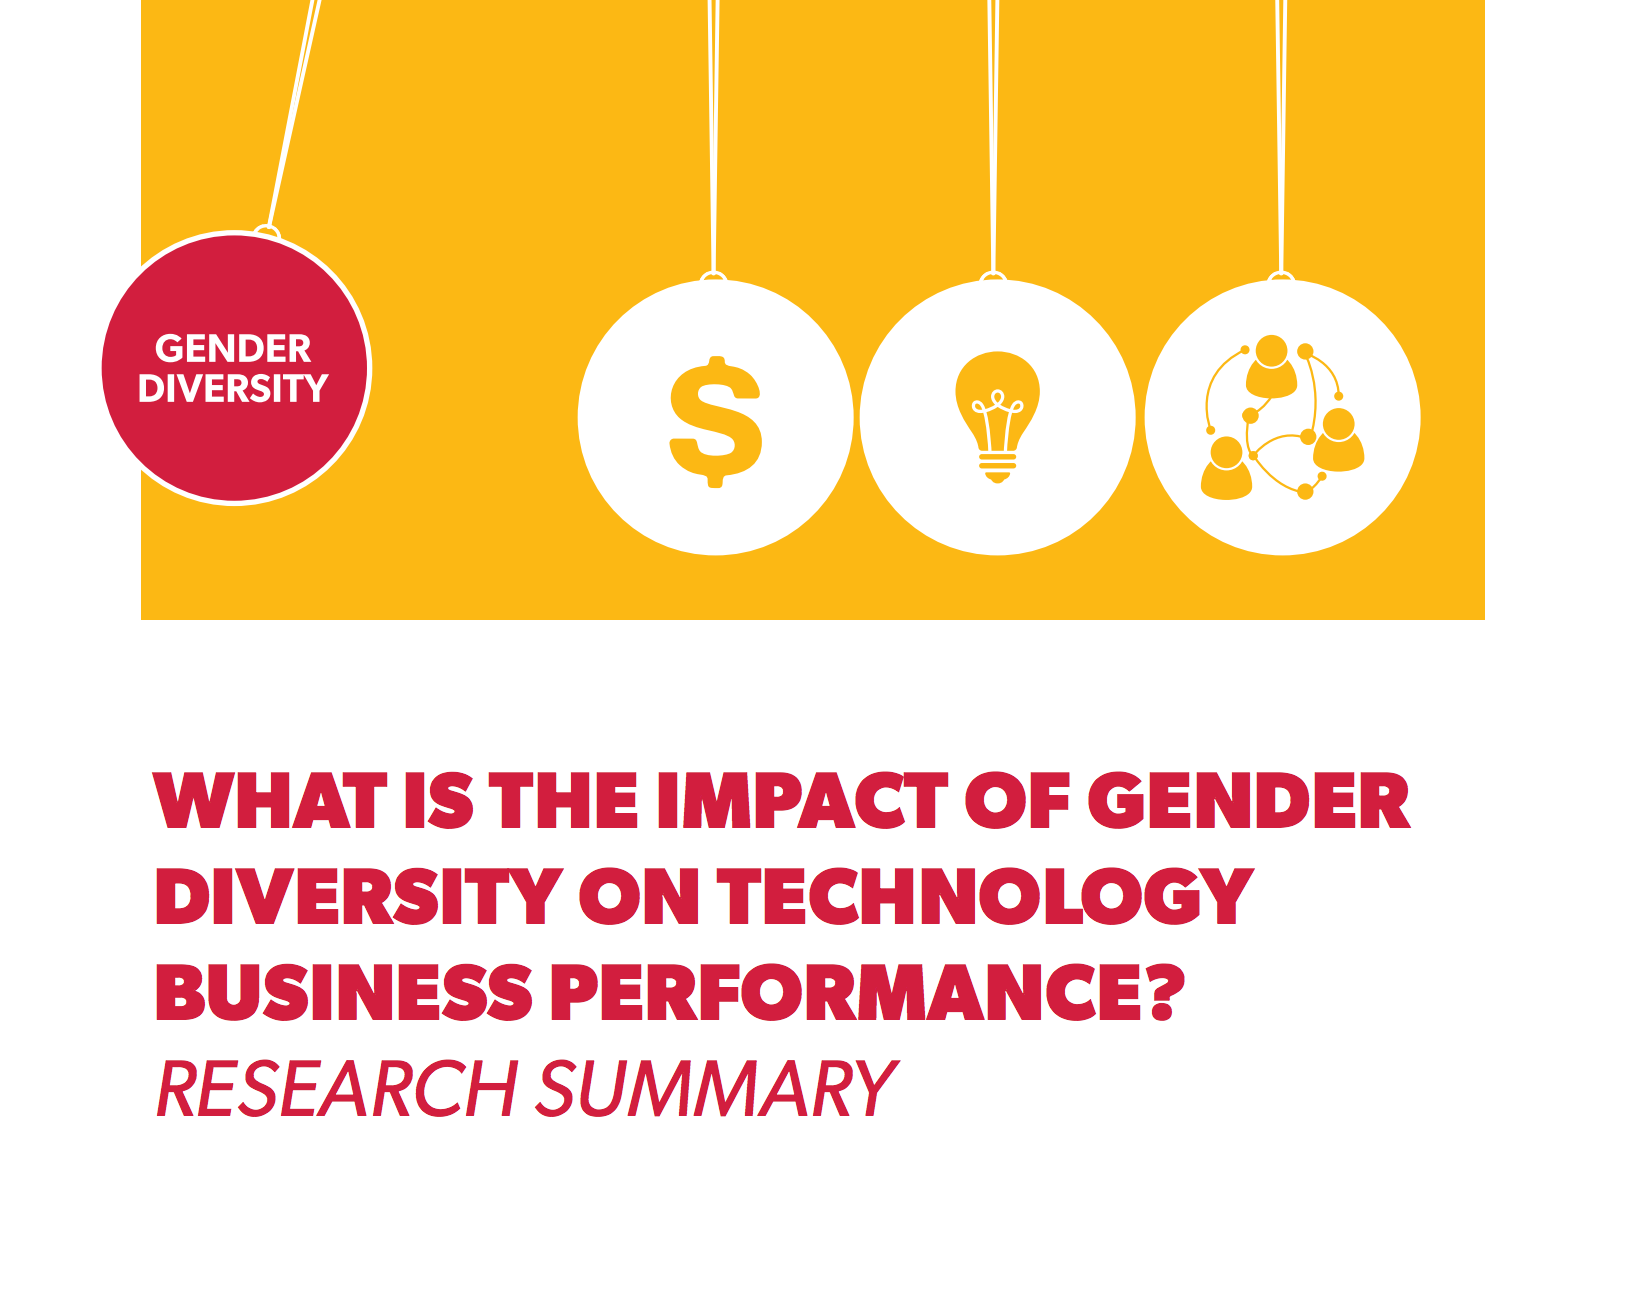 GENDER
DIVERSITY
$
WHAT IS THE IMPACT OF GENDER
DIVERSITY ON TECHNOLOGY
BUSINESS PERFORMANCE?
RESEARCH SUMMARY